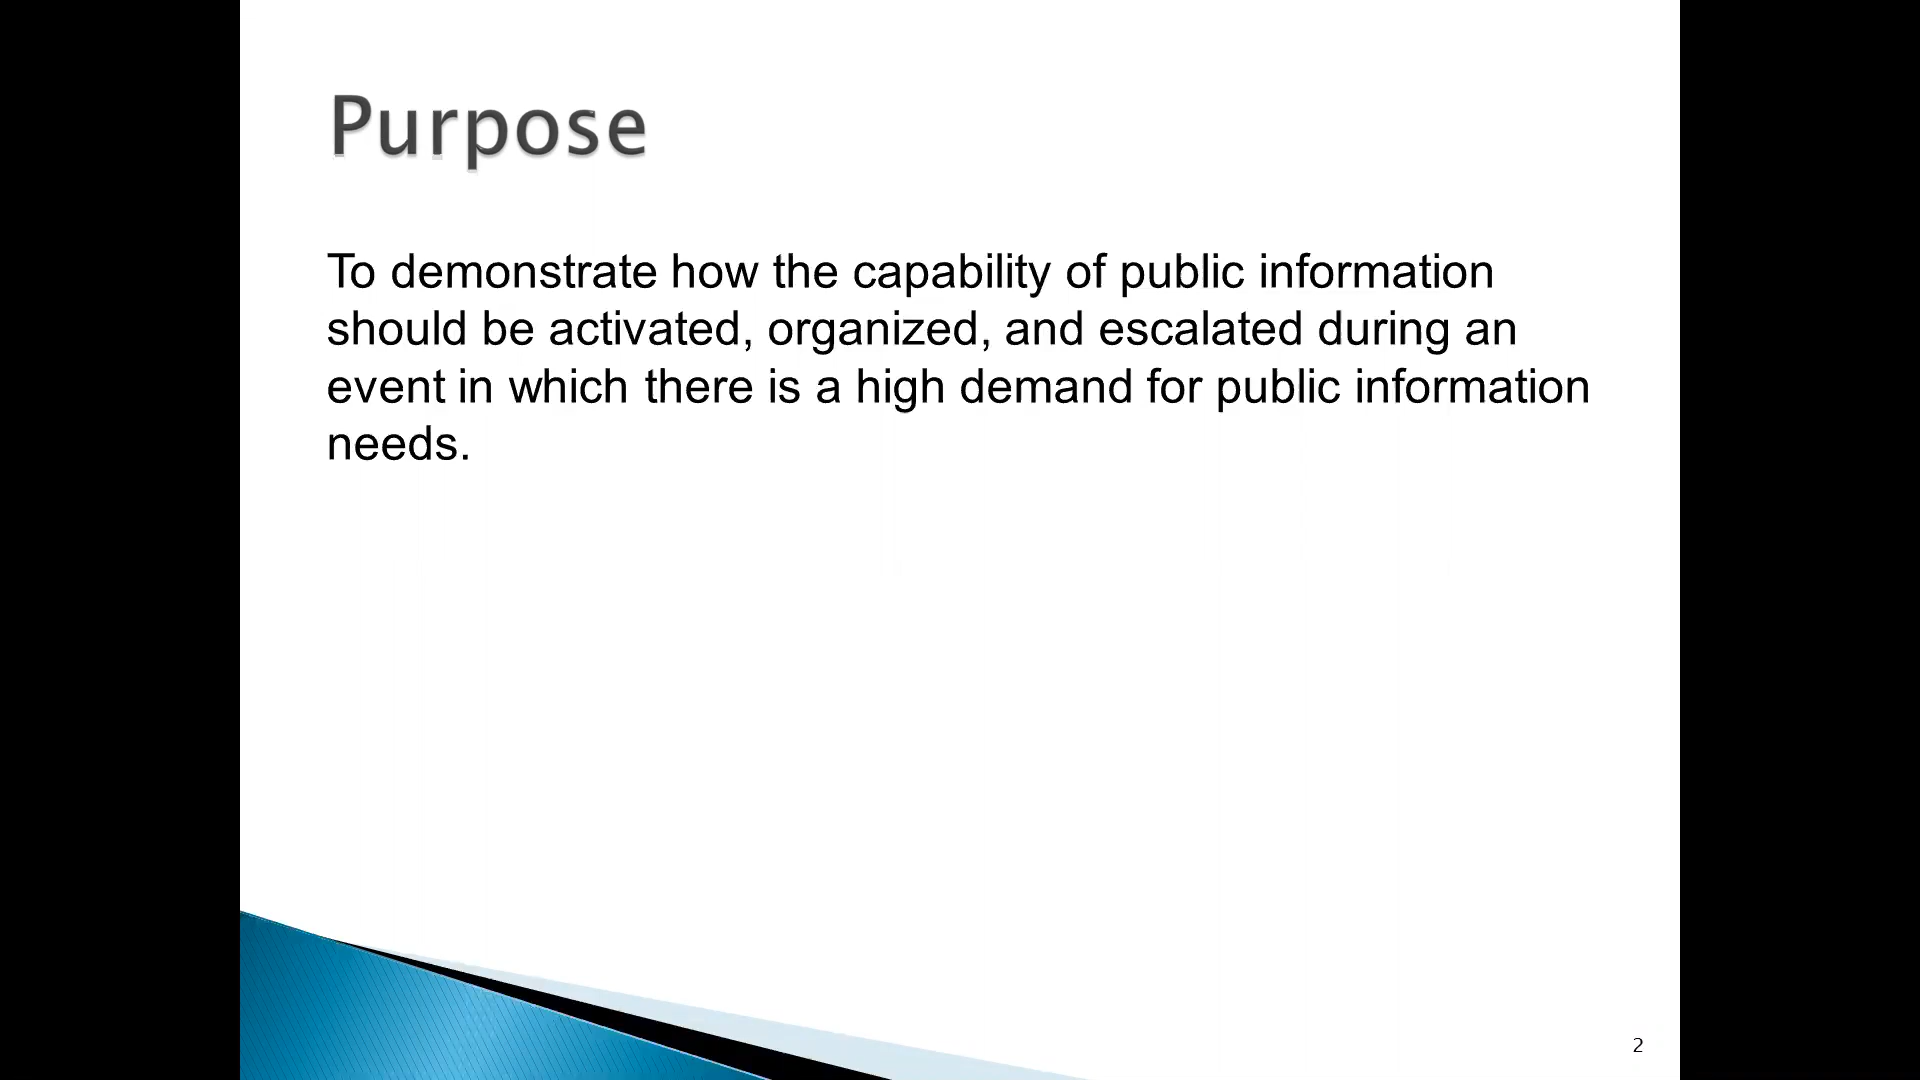 Purpose
To demonstrate how the capability of public information
should be activated, organized, and escalated during an
event in which there is a high demand for public information
needs.
2